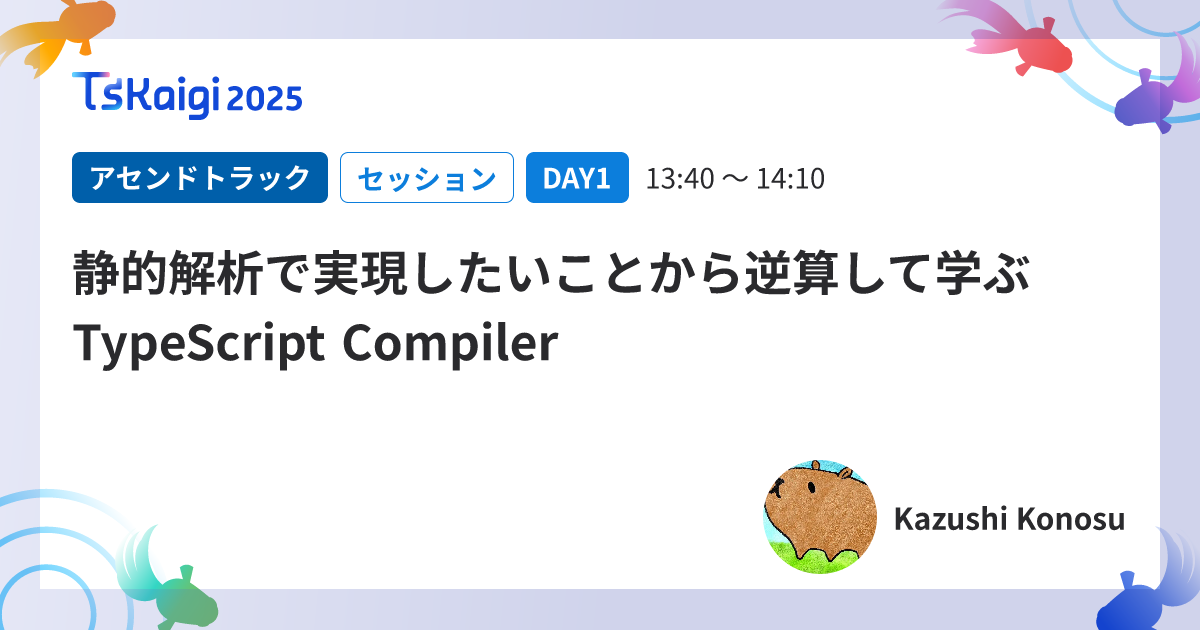 TSKaigi 2025
アセンドトラック セッション DAY1 13:40 〜 14:10
静的解析で実現したいことから逆算して学ぶ
TypeScript Compiler
Kazushi Konosu